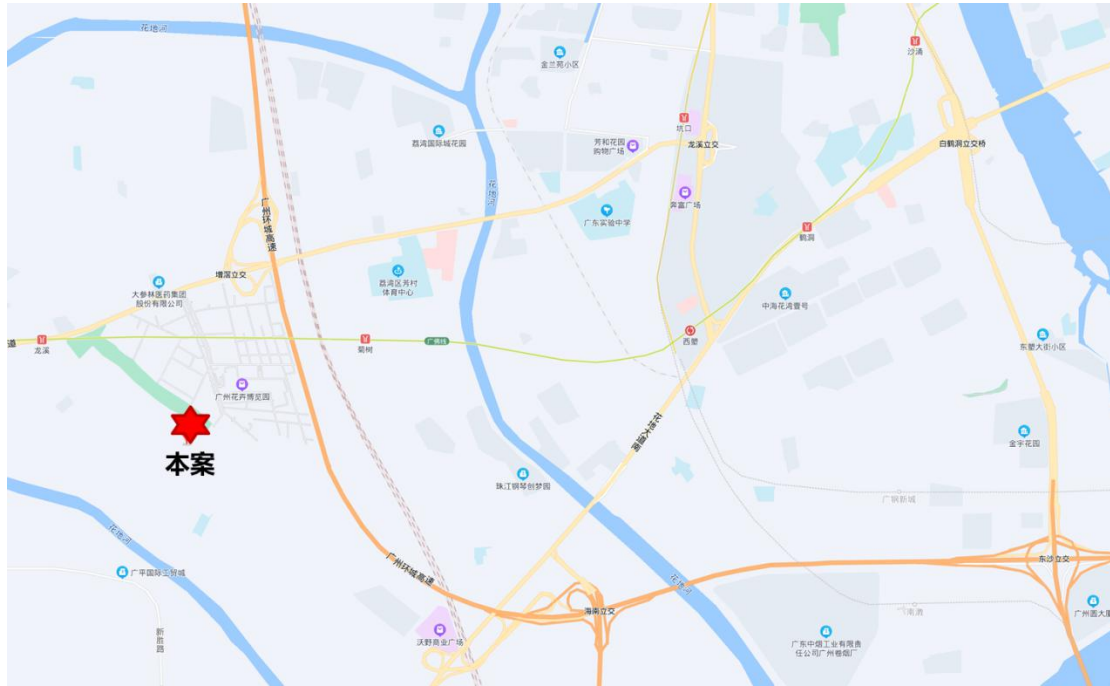 花地河
金兰苑小区
沙涌
荔湾国际城花园
芳和花园
购物广场
坑口
龙溪立交
白鹤洞立交桥
花地河
广州环城高速
奔富广场
广东实验中学
鹤洞
增滘立交
荔湾区芳村
体育中心
大参林医药集团
股份有限公司
中海花湾壹号
道
龙溪
菊树
广佛线
西塱
东塱大街小区
广州花卉博览园
本案
花地大道南
金宇花园
珠江钢琴创梦园
广钢新城
花地河
广平国际工贸城
广州环城高速
花地河
东沙立交
新胜路
海南立交
沃野商业广场
广东中烟工业有限责
任公司广州卷烟厂
广州圆大厦